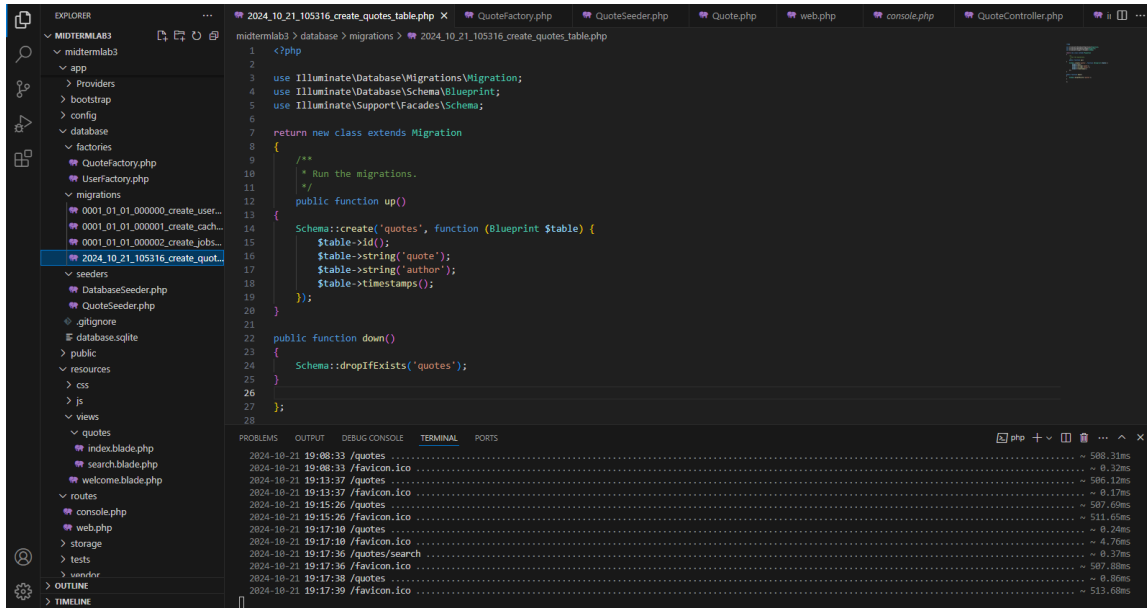 EXPLORER
MIDTERMLAB3
midtermlab3
app
Providers
bootstrap
config
database
factories
QuoteFactory.php
UserFactory.php
migrations
0001_01_01_000000_create_user...
0001_01_01_000001_create_cach...
0001_01_01_000002_create_jobs...
2024_10_21_105316_create_quot...
seeders
DatabaseSeeder.php
QuoteSeeder.php
.gitignore
database.sqlite
public
resources
css
js
views
quotes
index.blade.php
search.blade.php
welcome.blade.php
routes
console.php
web.php
storage
tests
vendor
OUTLINE
TIMELINE
2024_10_21_105316_create_quotes_table.php QuoteFactory.php QuoteSeeder.php Quote.php web.php console.php QuoteController.php
midtermlab3 > database > migrations > 2024_10_21_105316_create_quotes_table.php
1 <?php
2
3 use Illuminate\Database\Migrations\Migration;
4 use Illuminate\Database\Schema\Blueprint;
5 use Illuminate\Support\Facades\Schema;
6
7 return new class extends Migration
8 {
9 /**
10 * Run the migrations.
11 */
12 public function up()
13 {
14 Schema::create('quotes', function (Blueprint $table) {
15 $table->id();
16 $table->string('quote');
17 $table->string('author');
18 $table->timestamps();
19 });
20 }
21
22 public function down()
23 {
24 Schema::dropIfExists('quotes');
25 }
26
27 };
28
PROBLEMS OUTPUT DEBUG CONSOLE TERMINAL PORTS php
2024-10-21 19:08:33 /quotes ~ 508.31ms
2024-10-21 19:08:33 /favicon.ico ~ 0.32ms
2024-10-21 19:13:37 /quotes ~ 506.12ms
2024-10-21 19:13:37 /favicon.ico ~ 0.17ms
2024-10-21 19:15:26 /quotes ~ 507.69ms
2024-10-21 19:15:26 /favicon.ico ~ 511.65ms
2024-10-21 19:17:10 /quotes ~ 0.24ms
2024-10-21 19:17:10 /favicon.ico ~ 4.76ms
2024-10-21 19:17:36 /quotes/search ~ 0.37ms
2024-10-21 19:17:36 /favicon.ico ~ 507.88ms
2024-10-21 19:17:38 /quotes ~ 0.86ms
2024-10-21 19:17:39 /favicon.ico ~ 513.68ms